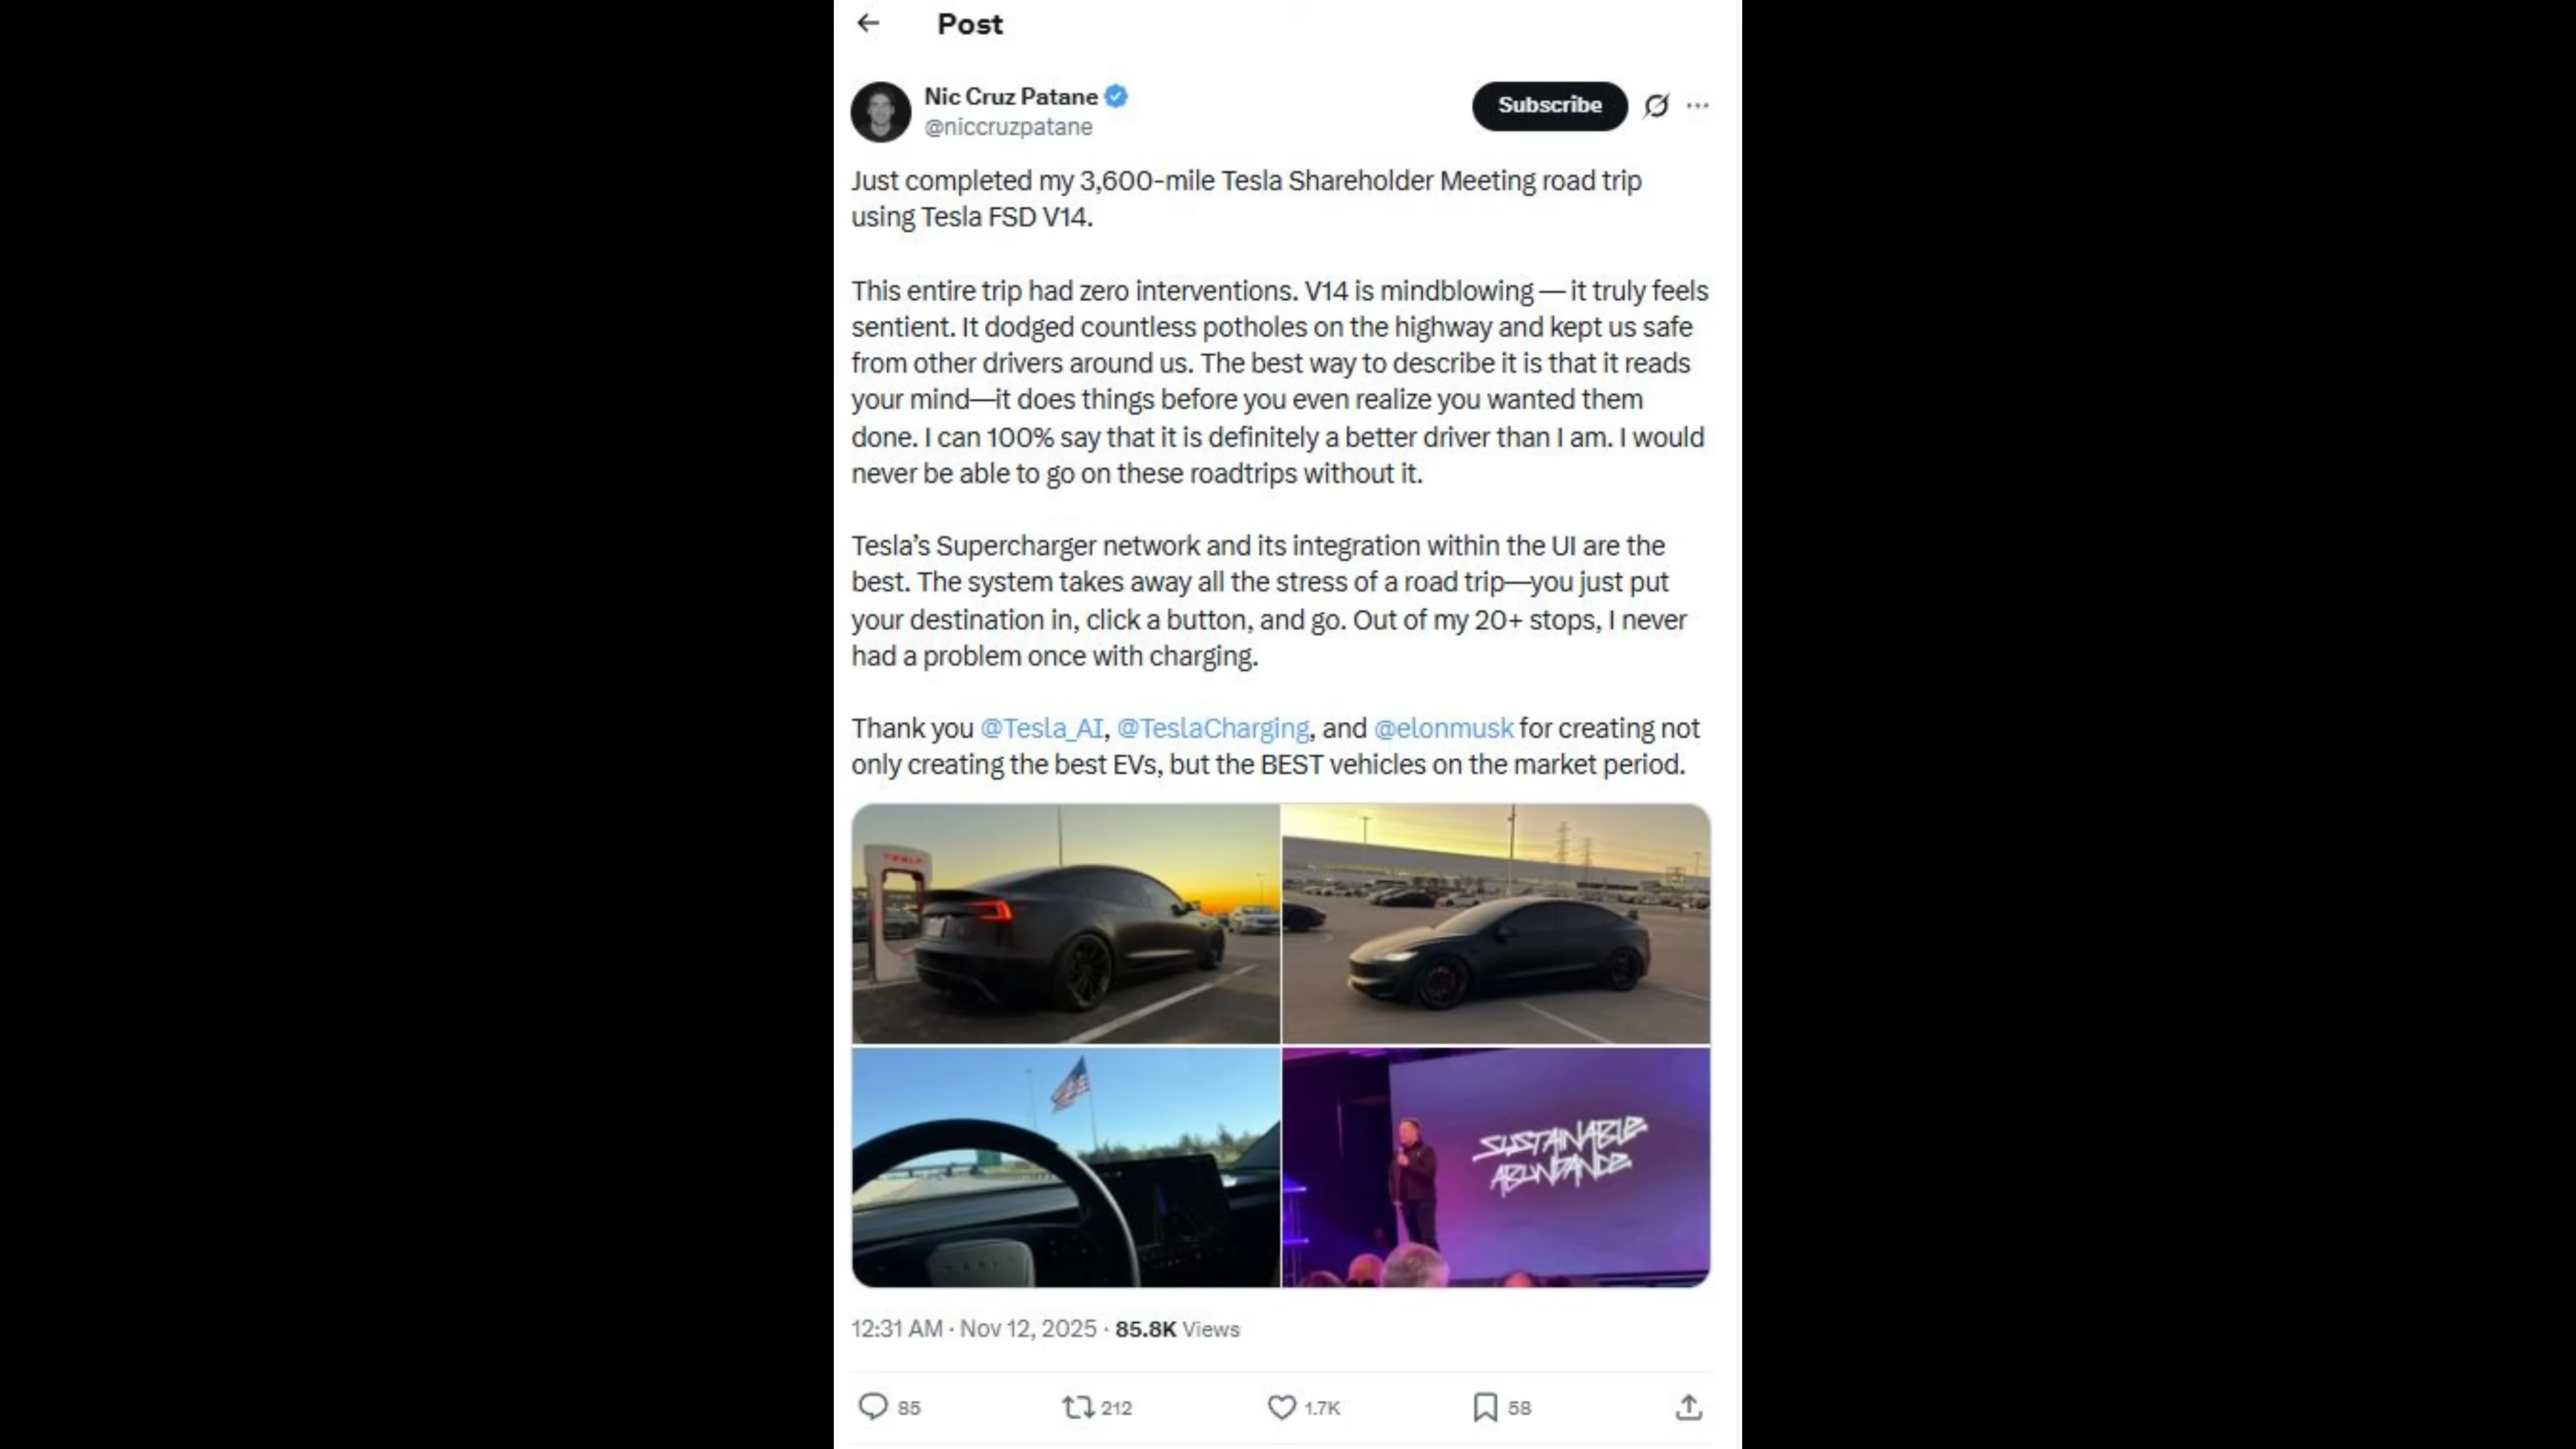 Post
Nic Cruz Patane
@niccruzpatane
Subscribe
Just completed my 3,600-mile Tesla Shareholder Meeting road trip
using Tesla FSD V14.
This entire trip had zero interventions. V14 is mindblowing — it truly feels
sentient. It dodged countless potholes on the highway and kept us safe
from other drivers around us. The best way to describe it is that it reads
your mind—it does things before you even realize you wanted them
done. I can 100% say that it is definitely a better driver than I am. I would
never be able to go on these roadtrips without it.
Tesla’s Supercharger network and its integration within the UI are the
best. The system takes away all the stress of a road trip—you just put
your destination in, click a button, and go. Out of my 20+ stops, I never
had a problem once with charging.
Thank you @Tesla_AI, @TeslaCharging, and @elonmusk for creating not
only creating the best EVs, but the BEST vehicles on the market period.
TESLA
SUSTAINABLE
ABUNDANCE
12:31 AM · Nov 12, 2025 · 85.8K Views
85
212
1.7K
58